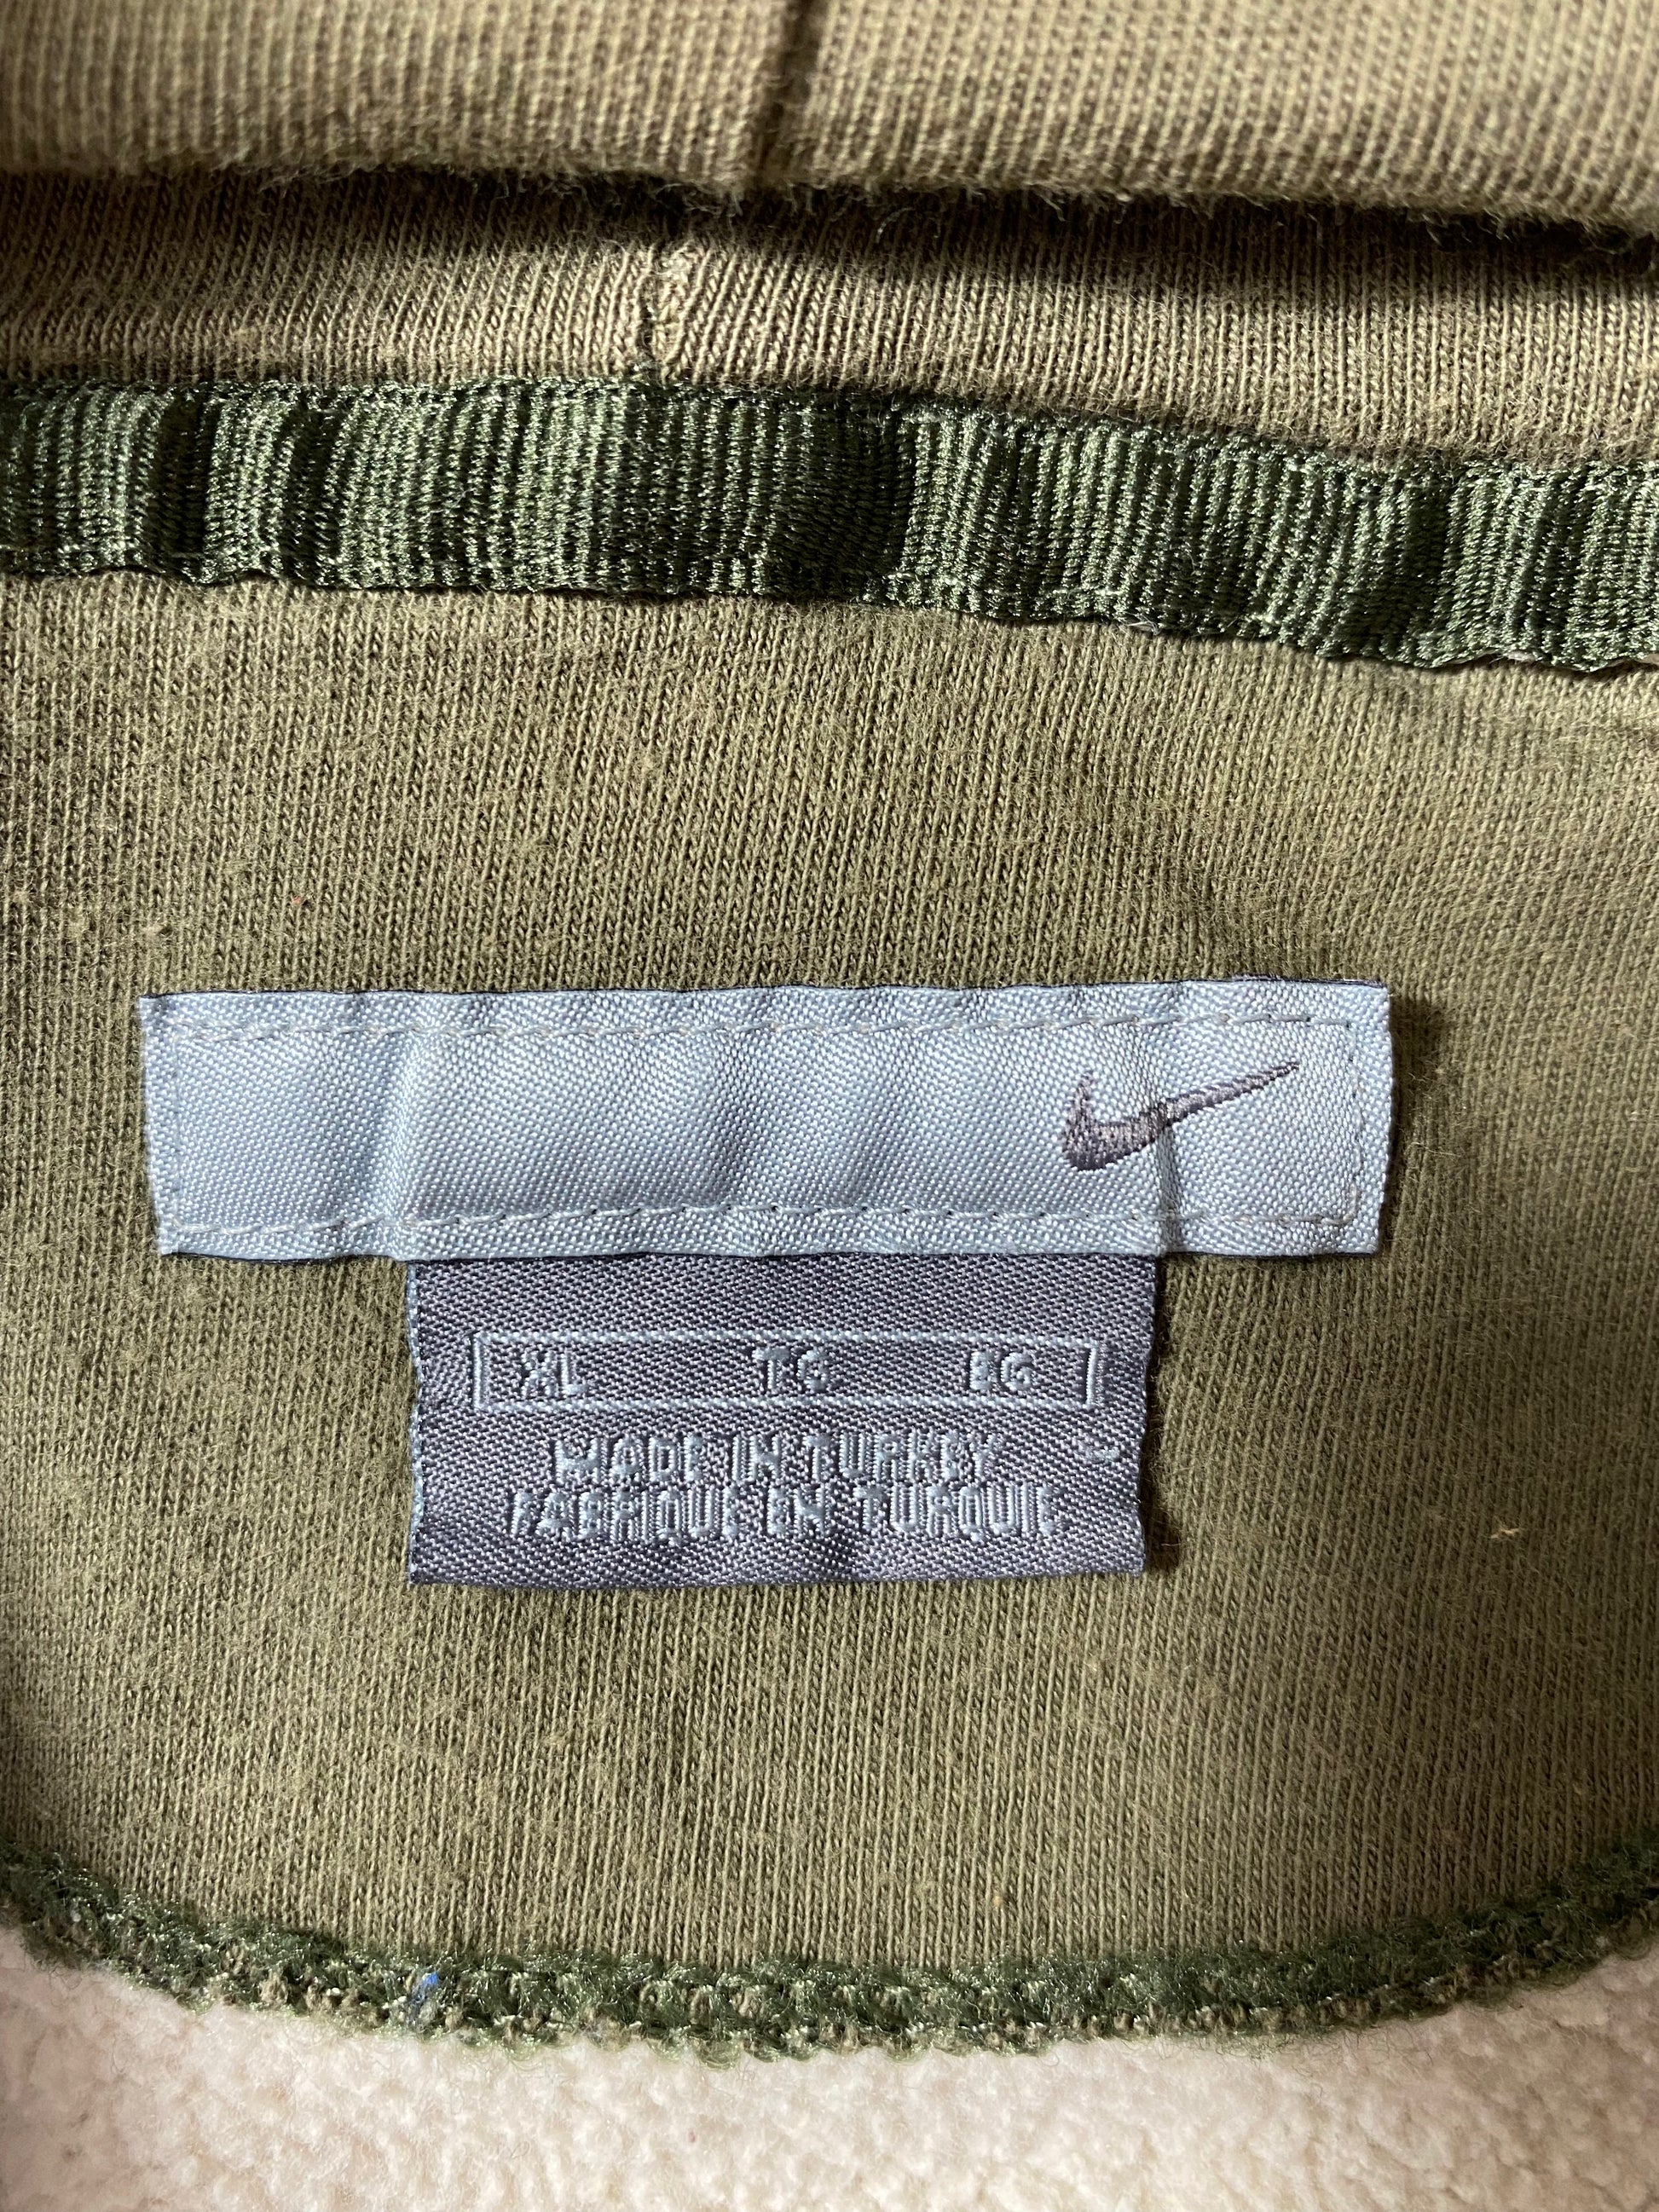 XL TG EG
MADE IN TURKEY
FABRIQUE EN TURQUIE